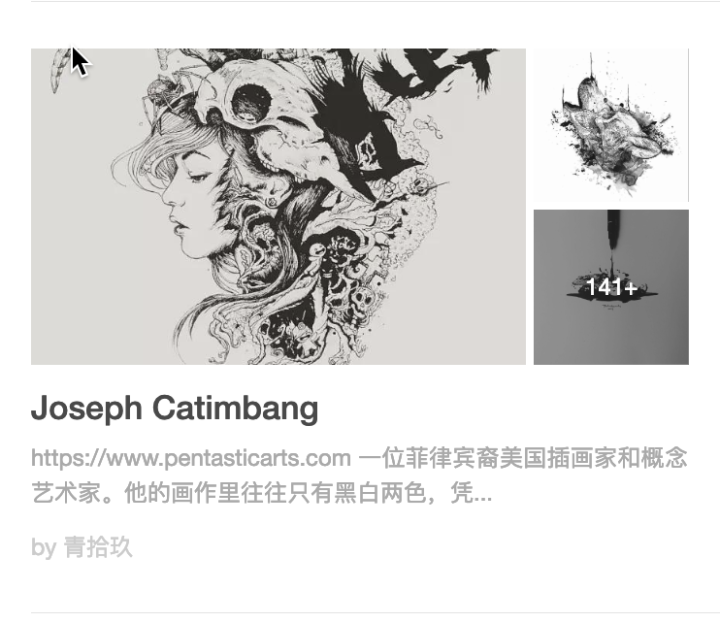 141+
Joseph Catimbang
https://www.pentasticarts.com 一位菲律宾裔美国插画家和概念
艺术家。他的画作里往往只有黑白两色，凭...
by 青拾玖